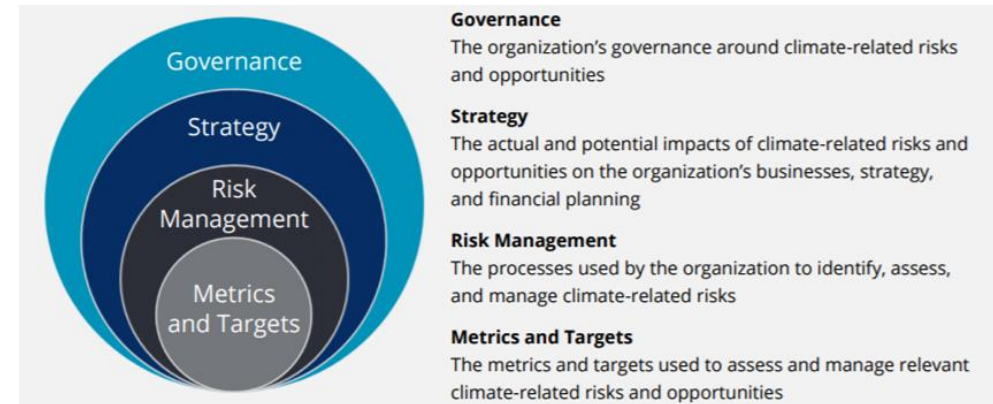 Governance
Strategy
Risk
Management
Metrics
and Targets
Governance
The organization’s governance around climate-related risks
and opportunities
Strategy
The actual and potential impacts of climate-related risks and
opportunities on the organization’s businesses, strategy,
and financial planning
Risk Management
The processes used by the organization to identify, assess,
and manage climate-related risks
Metrics and Targets
The metrics and targets used to assess and manage relevant
climate-related risks and opportunities